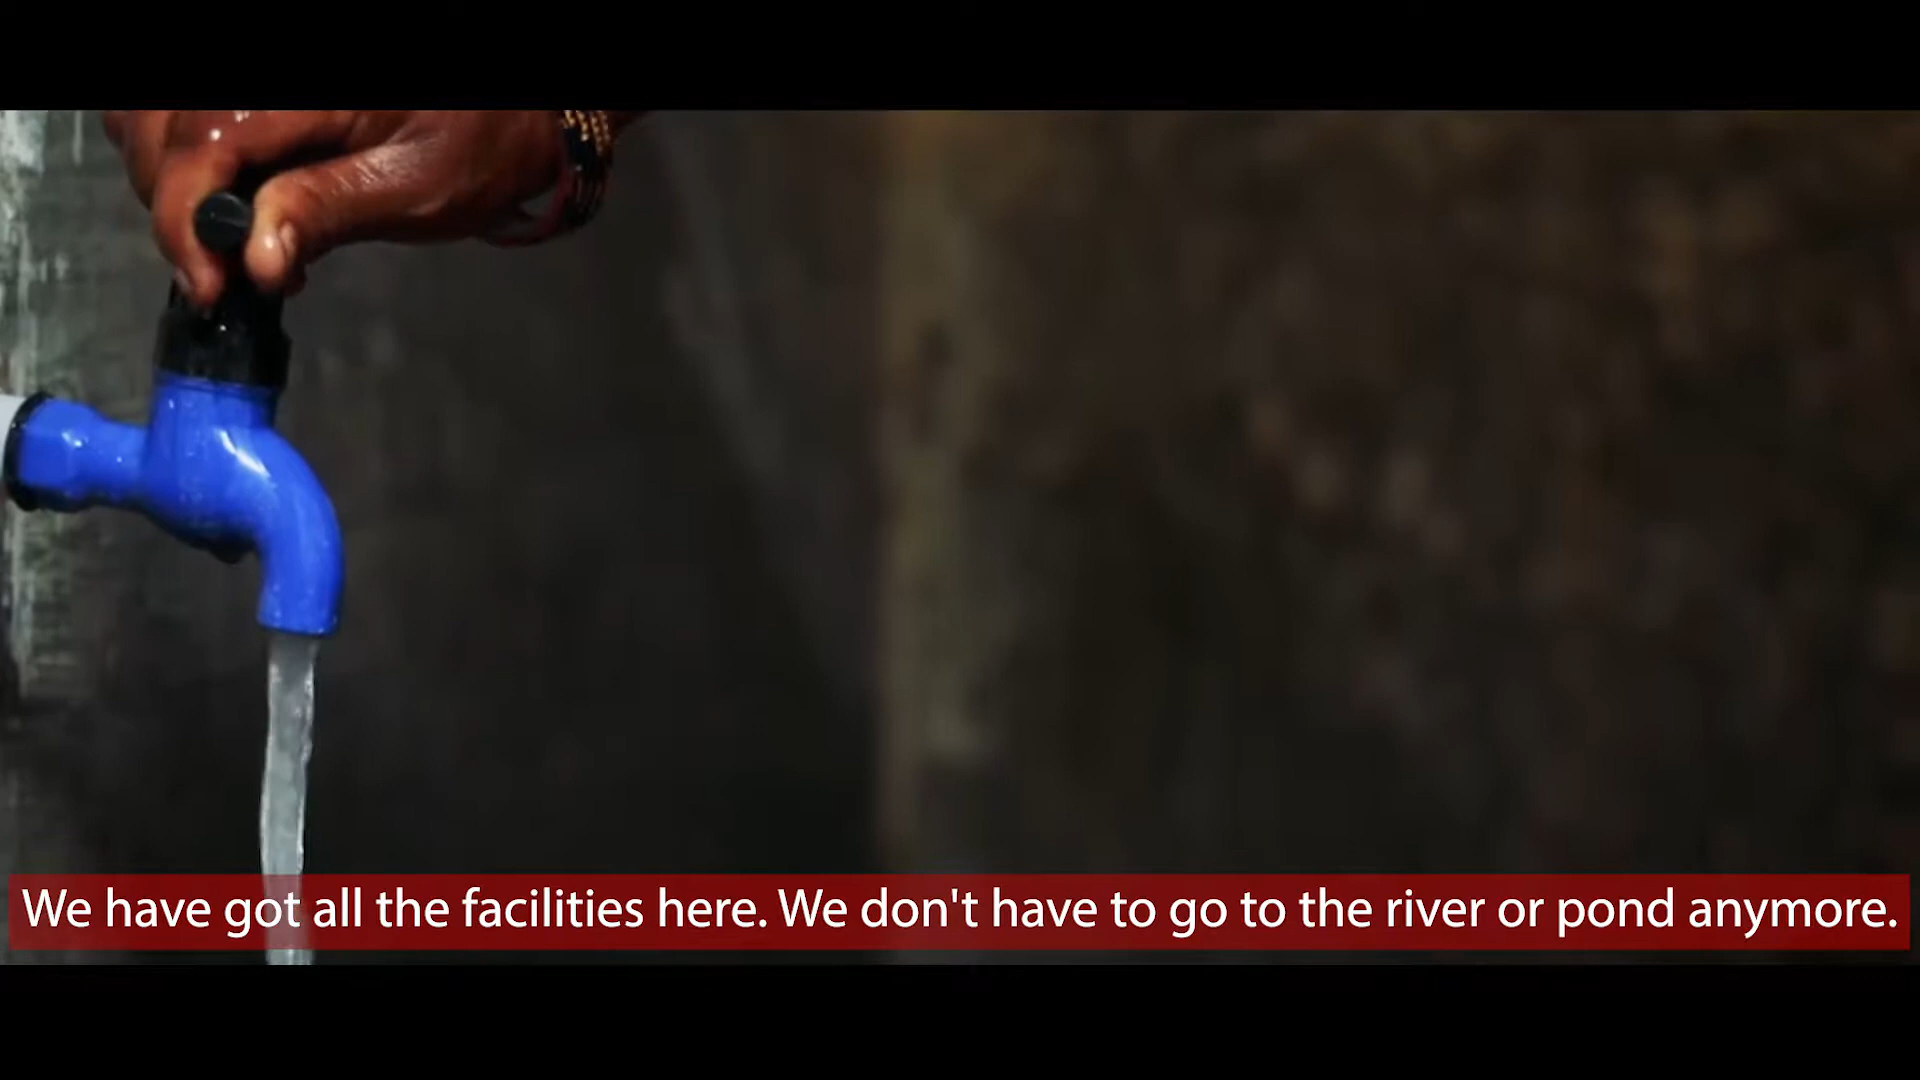 We have got all the facilities here. We don't have to go to the river or pond anymore.